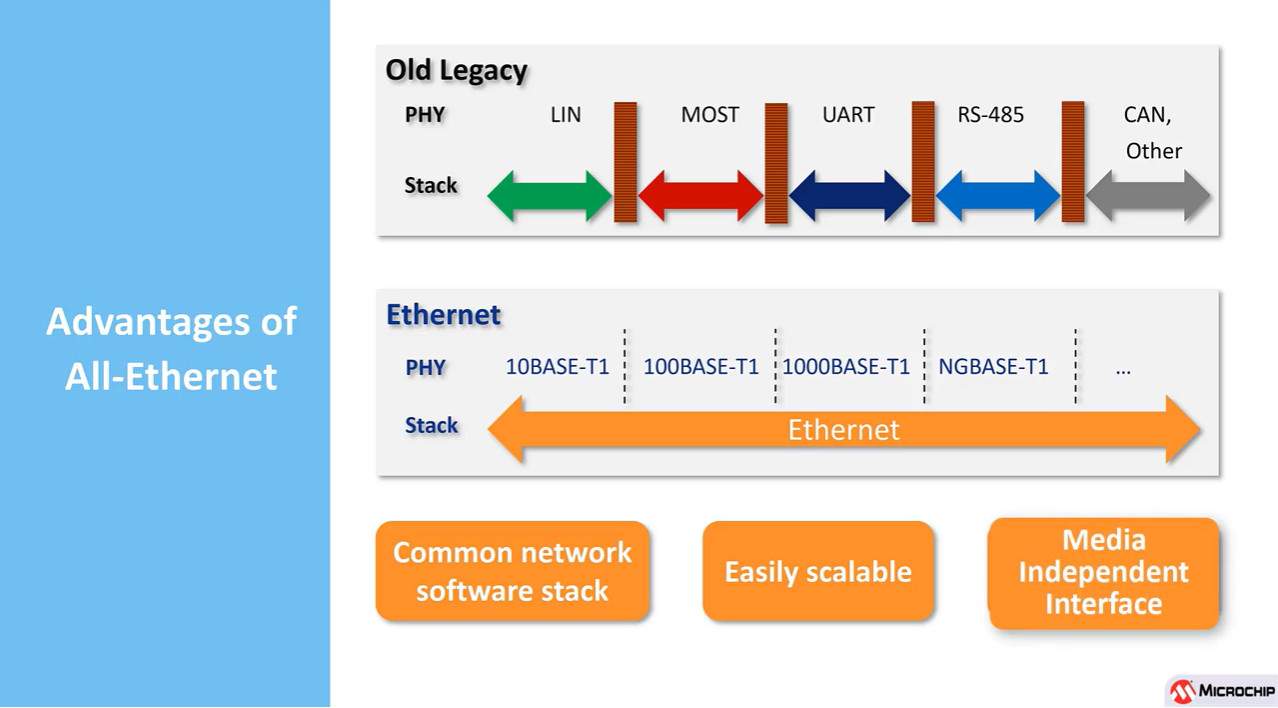 Advantages of
All-Ethernet
Old Legacy
PHY LIN MOST UART RS-485 CAN,
Other
Stack
Ethernet
PHY 10BASE-T1 100BASE-T1 1000BASE-T1 NGBASE-T1 ...
Stack Ethernet
Common network
software stack
Easily scalable
Media
Independent
Interface
MICROCHIP